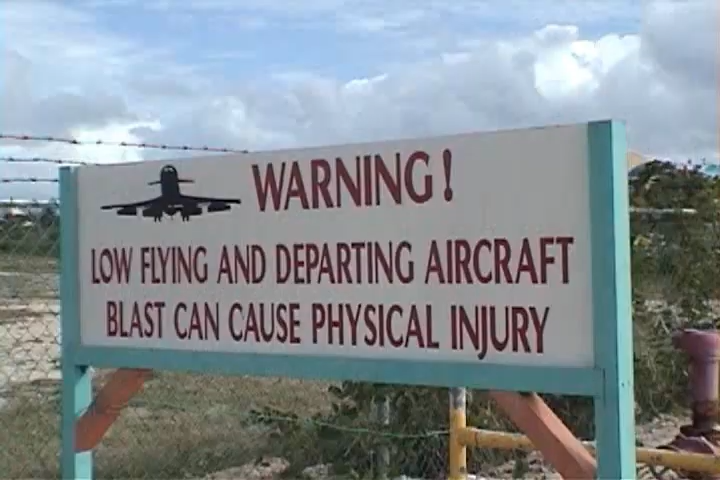 WARNING!
LOW FLYING AND DEPARTING AIRCRAFT
BLAST CAN CAUSE PHYSICAL INJURY